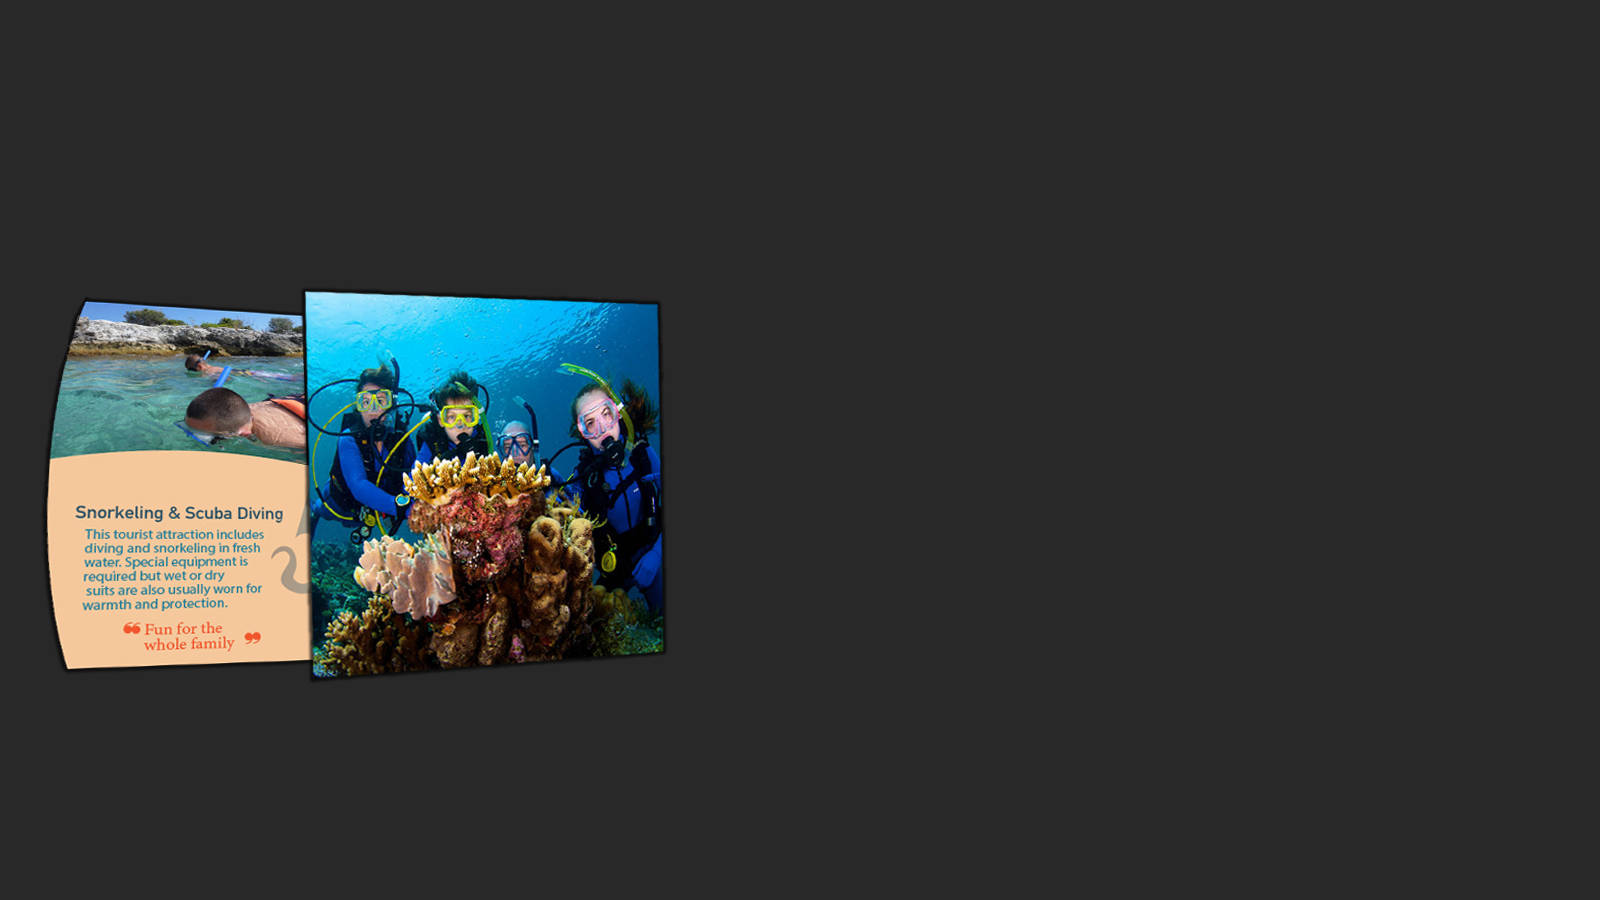 Snorkeling & Scuba Diving
This tourist attraction includes
diving and snorkeling in fresh
water. Special equipment is
required but wet or dry
suits are also usually worn for
warmth and protection.
❝ Fun for the
whole family ❞